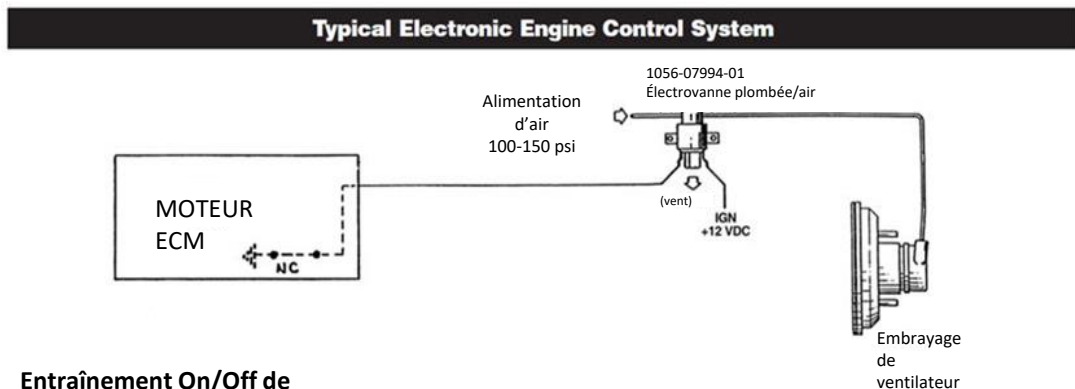 Typical Electronic Engine Control System
1056-07994-01
Électrovanne plombée/air
Alimentation
d'air
100-150 psi
(vent)
IGN
+12 VDC
MOTEUR
ECM
NC
Embrayage
de
ventilateur
Entraînement On/Off de